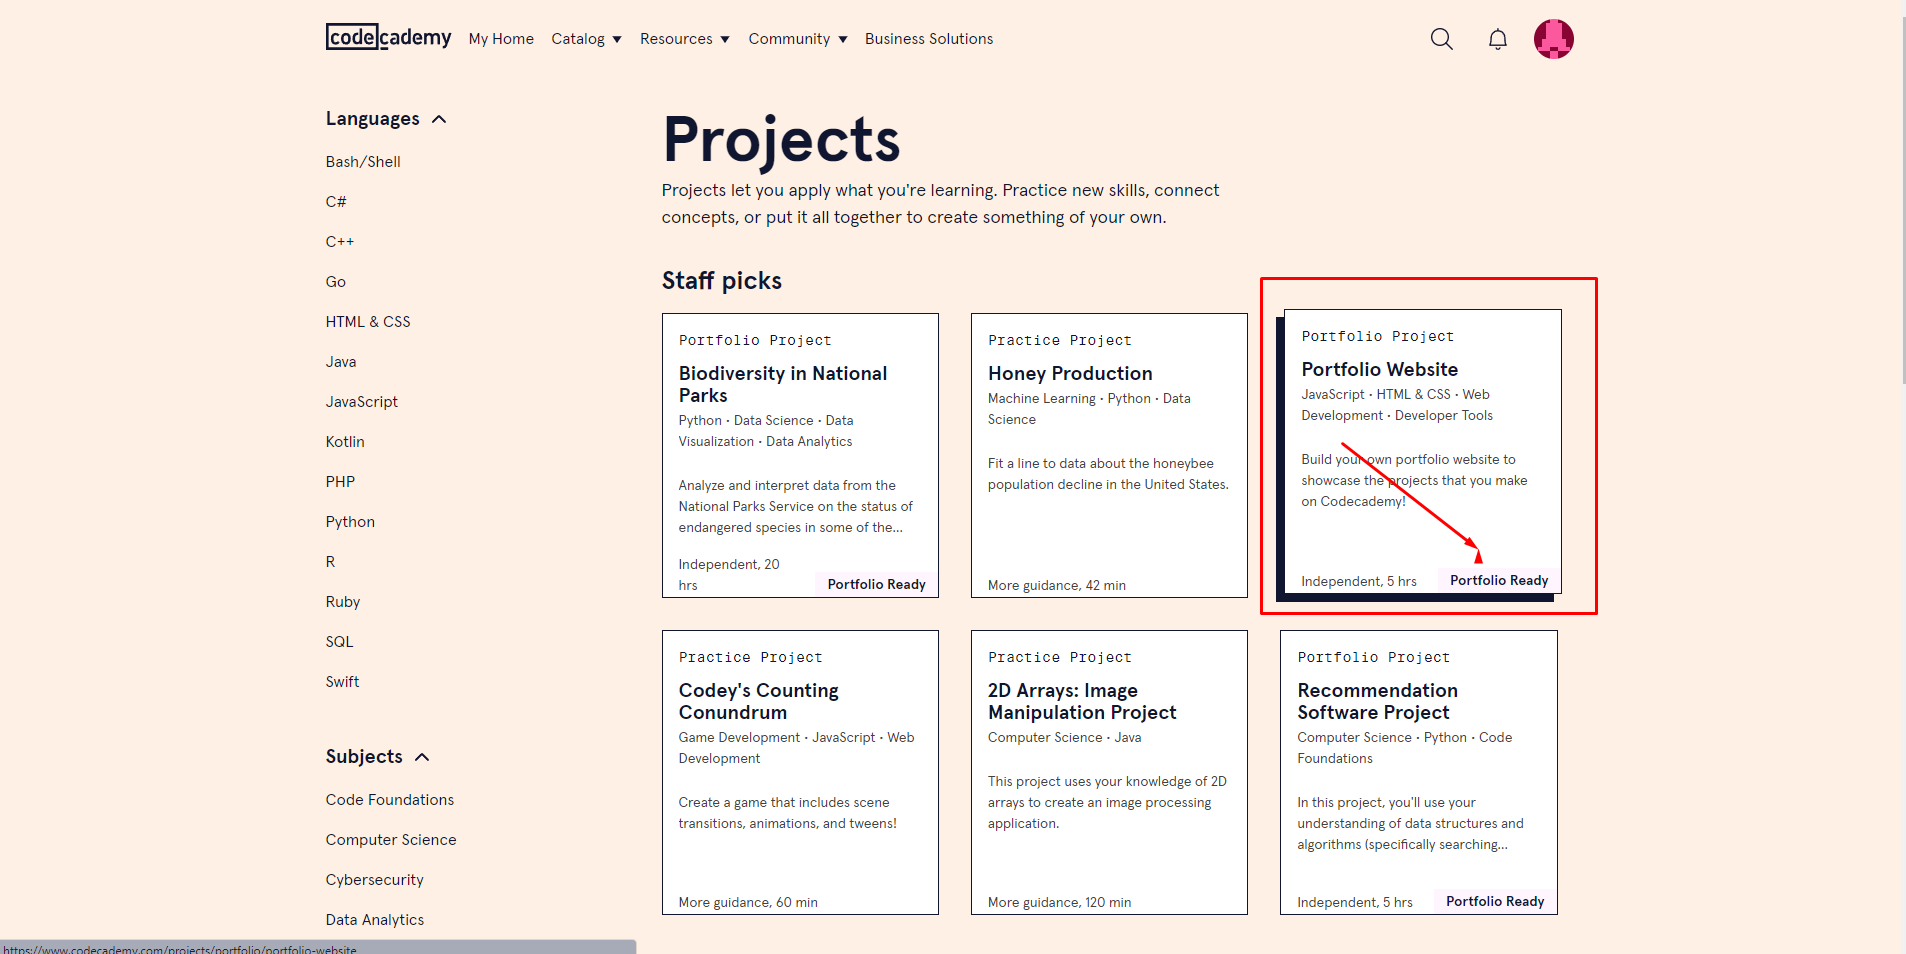 codecademy
My Home
Catalog
Resources
Community
Business Solutions
Languages
Bash/Shell
C#
C++
Go
HTML & CSS
Java
JavaScript
Kotlin
PHP
Python
R
Ruby
SQL
Swift
Subjects
Code Foundations
Computer Science
Cybersecurity
Data Analytics
Projects
Projects let you apply what you're learning. Practice new skills, connect
concepts, or put it all together to create something of your own.
Staff picks
Portfolio Project
Biodiversity in National
Parks
Python • Data Science • Data
Visualization • Data Analytics
Analyze and interpret data from the
National Parks Service on the status of
endangered species in some of the...
Independent, 20
hrs
Portfolio Ready
Practice Project
Honey Production
Machine Learning • Python • Data
Science
Fit a line to data about the honeybee
population decline in the United States.
More guidance, 42 min
Portfolio Project
Portfolio Website
JavaScript • HTML & CSS • Web
Development • Developer Tools
Build your own portfolio website to
showcase the projects that you make
on Codecademy!
Independent, 5 hrs
Portfolio Ready
Practice Project
Codey's Counting
Conundrum
Game Development • JavaScript • Web
Development
Create a game that includes scene
transitions, animations, and tweens!
More guidance, 60 min
Practice Project
2D Arrays: Image
Manipulation Project
Computer Science • Java
This project uses your knowledge of 2D
arrays to create an image processing
application.
More guidance, 120 min
Portfolio Project
Recommendation
Software Project
Computer Science • Python • Code
Foundations
In this project, you'll use your
understanding of data structures and
algorithms (specifically searching...
Independent, 5 hrs
Portfolio Ready
https://www.codecademy.com/projects/portfolio/portfolio-website